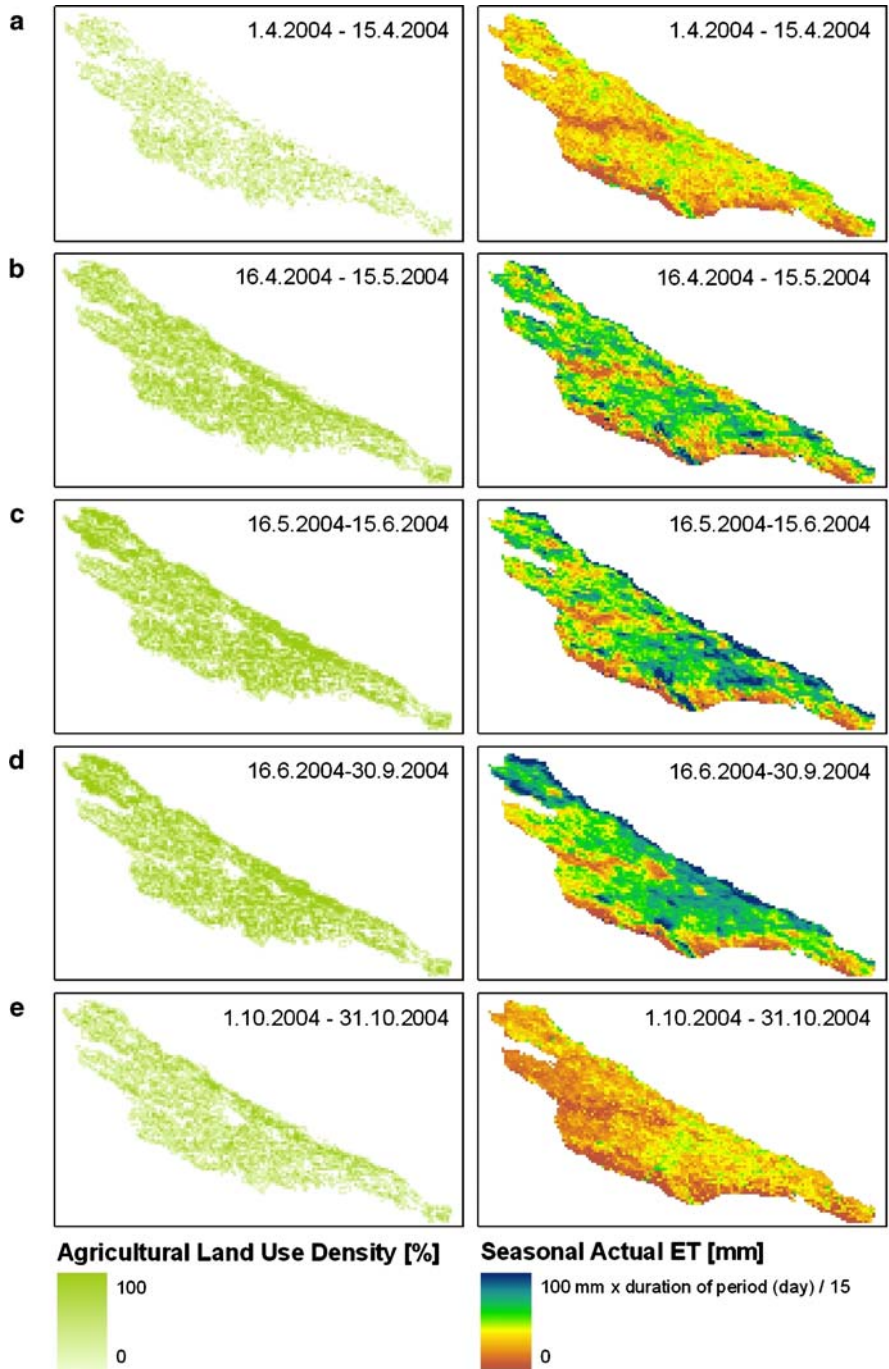 a
1.4.2004 - 15.4.2004
1.4.2004 - 15.4.2004
b
16.4.2004 - 15.5.2004
16.4.2004 - 15.5.2004
c
16.5.2004-15.6.2004
16.5.2004-15.6.2004
d
16.6.2004-30.9.2004
16.6.2004-30.9.2004
e
1.10.2004 - 31.10.2004
1.10.2004 - 31.10.2004
Agricultural Land Use Density [%]
100
0
Seasonal Actual ET [mm]
100 mm x duration of period (day) / 15
0